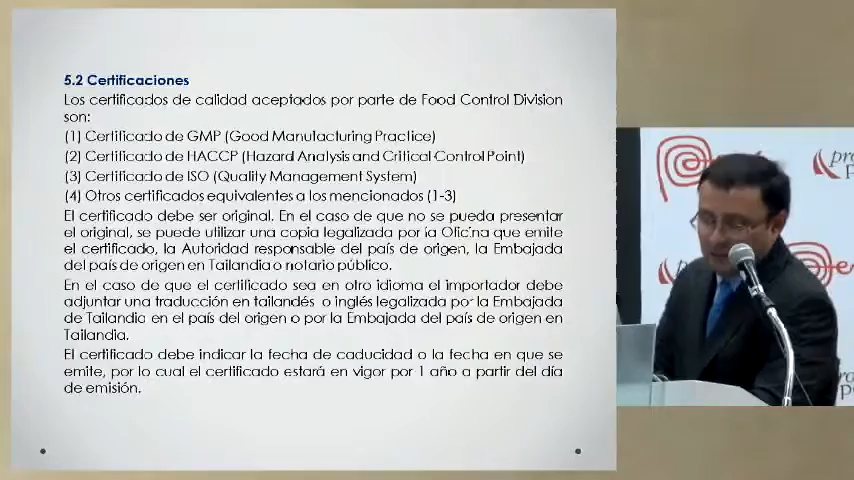 5.2 Certificaciones
Los certificados de calidad aceptados por parte de Food Control Division
son:
(1) Certificado de GMP (Good Manufacturing Practice)
(2) Certificado de HACCP (Hazard Analysis and Critical Control Point)
(3) Certificado de ISO (Quality Management System)
(4) Otros certificados equivalentes a los mencionados (1-3)
El certificado debe ser original. En el caso de que no se pueda presentar
el original, se puede utilizar una copia legalizada por la Oficina que emite
el certificado, la Autoridad responsable del país de origen, la Embajada
del país de origen en Tailandia o notario público.
En el caso de que el certificado sea en otro idioma el importador debe
adjuntar una traducción en tailandés o inglés legalizada por la Embajada
de Tailandia en el país del origen o por la Embajada del país de origen en
Tailandia.
El certificado debe indicar la fecha de caducidad o la fecha en que se
emite, por lo cual el certificado estará en vigor por 1 año a partir del día
de emisión.